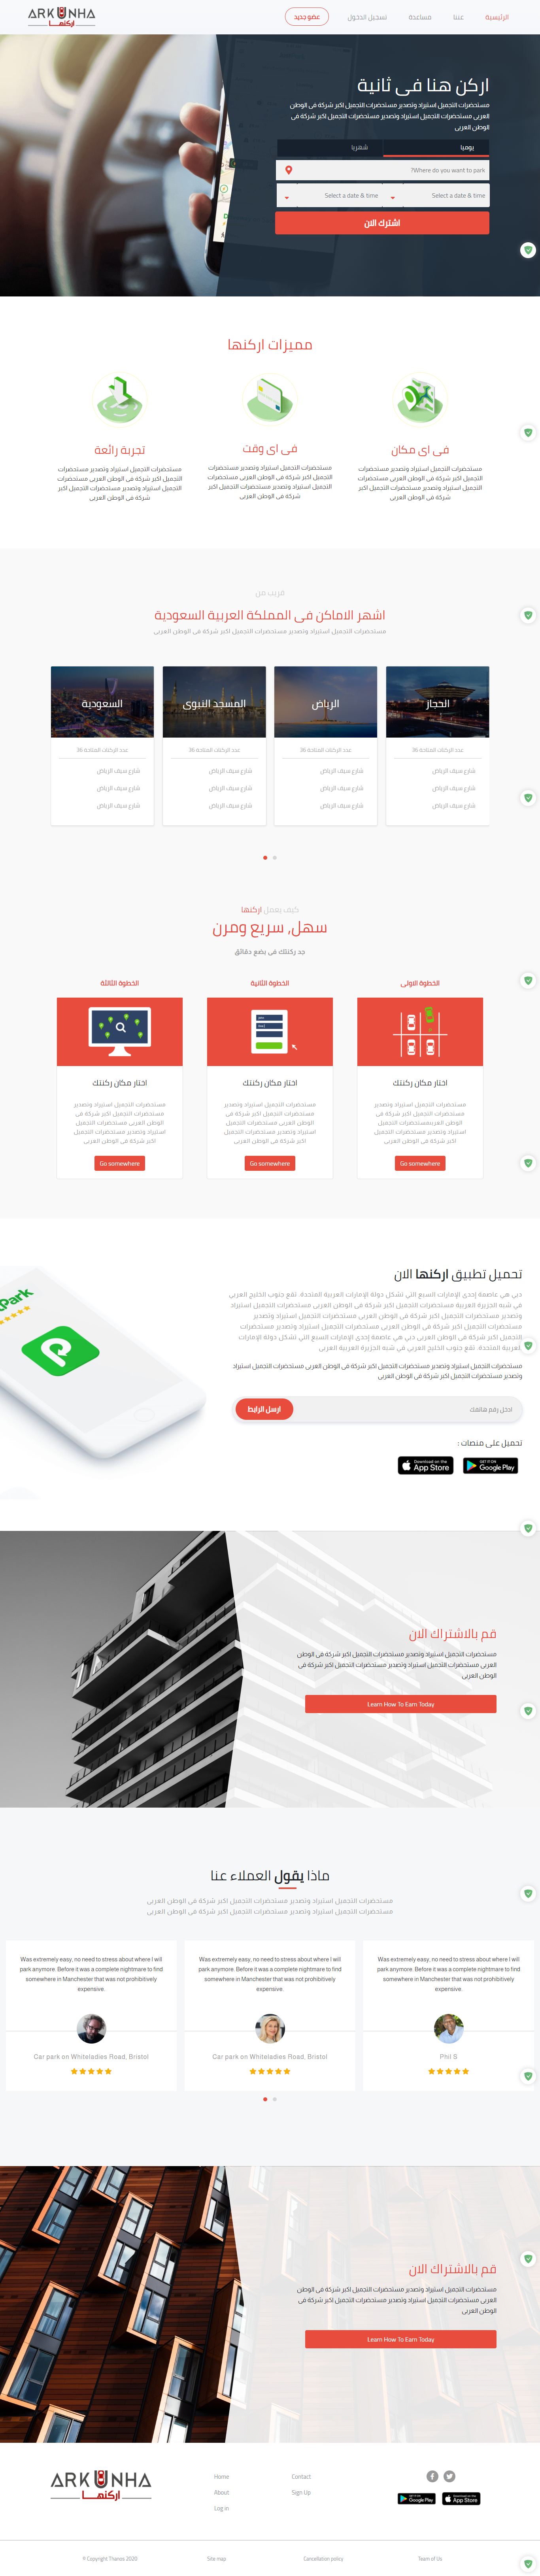 ARKUNHA
اركنهـا
الرئيسية
عننا
مساعدة
تسجيل الدخول
عضو جديد
اركن هنا فى ثانية
مستحضرات التجميل استيراد وتصدير مستحضرات التجميل اكبر شركة فى الوطن
العربى مستحضرات التجميل استيراد وتصدير مستحضرات التجميل اكبر شركة فى
الوطن العربى
يوميا
شهريا
Where do you want to park?
Select a date & time
Select a date & time
اشترك الان
مميزات اركنها
فى اى مكان
مستحضرات التجميل استيراد وتصدير مستحضرات
التجميل اكبر شركة فى الوطن العربى مستحضرات
التجميل استيراد وتصدير مستحضرات التجميل اكبر
شركة فى الوطن العربى
فى اى وقت
مستحضرات التجميل استيراد وتصدير مستحضرات
التجميل اكبر شركة فى الوطن العربى مستحضرات
التجميل استيراد وتصدير مستحضرات التجميل اكبر
شركة فى الوطن العربى
تجربة رائعة
مستحضرات التجميل استيراد وتصدير مستحضرات
التجميل اكبر شركة فى الوطن العربى مستحضرات
التجميل استيراد وتصدير مستحضرات التجميل اكبر
شركة فى الوطن العربى
قريب من
اشهر الاماكن فى المملكة العربية السعودية
مستحضرات التجميل استيراد وتصدير مستحضرات التجميل اكبر شركة فى الوطن العربى
الحجاز
عدد الركنات المتاحة 36
شارع سيف الرياض
شارع سيف الرياض
شارع سيف الرياض
الرياض
عدد الركنات المتاحة 36
شارع سيف الرياض
شارع سيف الرياض
شارع سيف الرياض
المسجد النبوى
عدد الركنات المتاحة 36
شارع سيف الرياض
شارع سيف الرياض
شارع سيف الرياض
السعودية
عدد الركنات المتاحة 36
شارع سيف الرياض
شارع سيف الرياض
شارع سيف الرياض
كيف يعمل اركنها
سهل, سريع ومرن
جد ركنتك فى بضع دقائق
الخطوة الاولى
اختار مكان ركنتك
مستحضرات التجميل استيراد وتصدير
مستحضرات التجميل اكبر شركة فى
الوطن العربىمستحضرات التجميل
استيراد وتصدير مستحضرات التجميل
اكبر شركة فى الوطن العربى
Go somewhere
الخطوة الثانية
اختار مكان ركنتك
مستحضرات التجميل استيراد وتصدير
مستحضرات التجميل اكبر شركة فى
الوطن العربى مستحضرات التجميل
استيراد وتصدير مستحضرات التجميل
اكبر شركة فى الوطن العربى
Go somewhere
الخطوة الثالثة
اختار مكان ركنتك
مستحضرات التجميل استيراد وتصدير
مستحضرات التجميل اكبر شركة فى
الوطن العربى مستحضرات التجميل
استيراد وتصدير مستحضرات التجميل
اكبر شركة فى الوطن العربى
Go somewhere
Park
تحميل تطبيق اركنها الان
دبي هي عاصمة إحدى الإمارات السبع التي تشكل دولة الإمارات العربية المتحدة. تقع جنوب الخليج العربي
في شبه الجزيرة العربية مستحضرات التجميل اكبر شركة فى الوطن العربى مستحضرات التجميل استيراد
وتصدير مستحضرات التجميل اكبر شركة فى الوطن العربى مستحضرات التجميل استيراد وتصدير
مستحضرات التجميل اكبر شركة فى الوطن العربى مستحضرات التجميل استيراد وتصدير مستحضرات
التجميل اكبر شركة فى الوطن العربى دبي هي عاصمة إحدى الإمارات السبع التي تشكل دولة الإمارات
العربية المتحدة. تقع جنوب الخليج العربي في شبه الجزيرة العربية العربى
مستحضرات التجميل استيراد وتصدير مستحضرات التجميل اكبر شركة فى الوطن العربى مستحضرات التجميل استيراد
وتصدير مستحضرات التجميل اكبر شركة فى الوطن العربى
ادخل رقم هاتفك
ارسل الرابط
تحميل على منصات :
GET IT ON
Google Play
Download on the
App Store
قم بالاشتراك الان
مستحضرات التجميل استيراد وتصدير مستحضرات التجميل اكبر شركة فى الوطن
العربى مستحضرات التجميل استيراد وتصدير مستحضرات التجميل اكبر شركة فى
الوطن العربى
Learn How To Earn Today
ماذا يقول العملاء عنا
مستحضرات التجميل استيراد وتصدير مستحضرات التجميل اكبر شركة فى الوطن العربى
مستحضرات التجميل استيراد وتصدير مستحضرات التجميل اكبر شركة فى الوطن العربى
Was extremely easy, no need to stress about where I will
park anymore. Before it was a complete nightmare to find
somewhere in Manchester that was not prohibitively
expensive.
Phil S
Was extremely easy, no need to stress about where I will
park anymore. Before it was a complete nightmare to find
somewhere in Manchester that was not prohibitively
expensive.
Car park on Whiteladies Road, Bristol
Was extremely easy, no need to stress about where I will
park anymore. Before it was a complete nightmare to find
somewhere in Manchester that was not prohibitively
expensive.
Car park on Whiteladies Road, Bristol
قم بالاشتراك الان
مستحضرات التجميل استيراد وتصدير مستحضرات التجميل اكبر شركة فى الوطن
العربى مستحضرات التجميل استيراد وتصدير مستحضرات التجميل اكبر شركة فى
الوطن العربى
Learn How To Earn Today
ARKUNHA
اركنهـا
Home
About
Log in
Contact
Sign Up
GET IT ON
Google Play
Download on the
App Store
© Copyright Thanos 2020
Site map
Cancellation policy
Team of Us